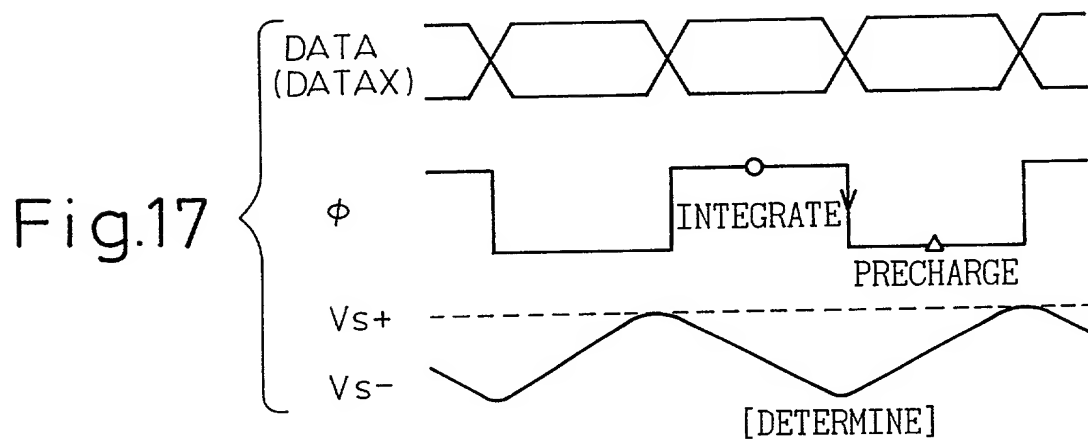 Fig.17
DATA
(DATAX)
φ
INTEGRATE
PRECHARGE
Vs+
Vs-
[DETERMINE]